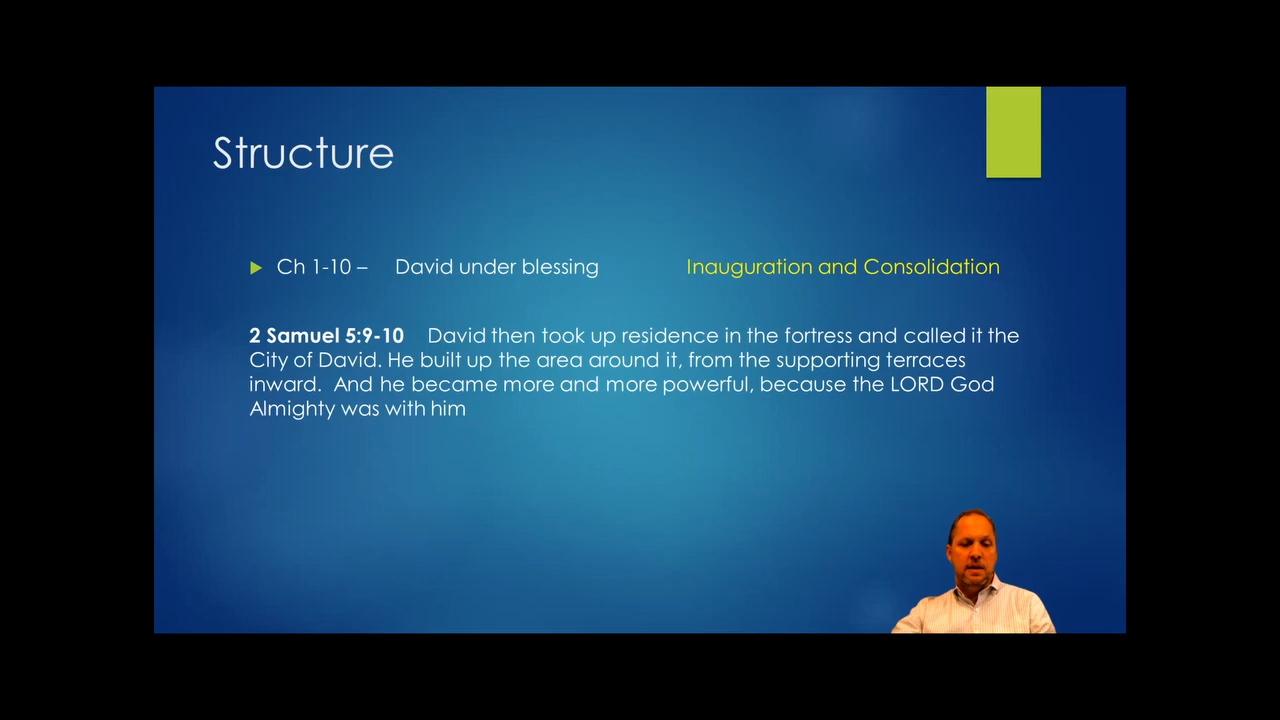 Structure
Ch 1-10 – David under blessing Inauguration and Consolidation
2 Samuel 5:9-10 David then took up residence in the fortress and called it the
City of David. He built up the area around it, from the supporting terraces
inward. And he became more and more powerful, because the LORD God
Almighty was with him